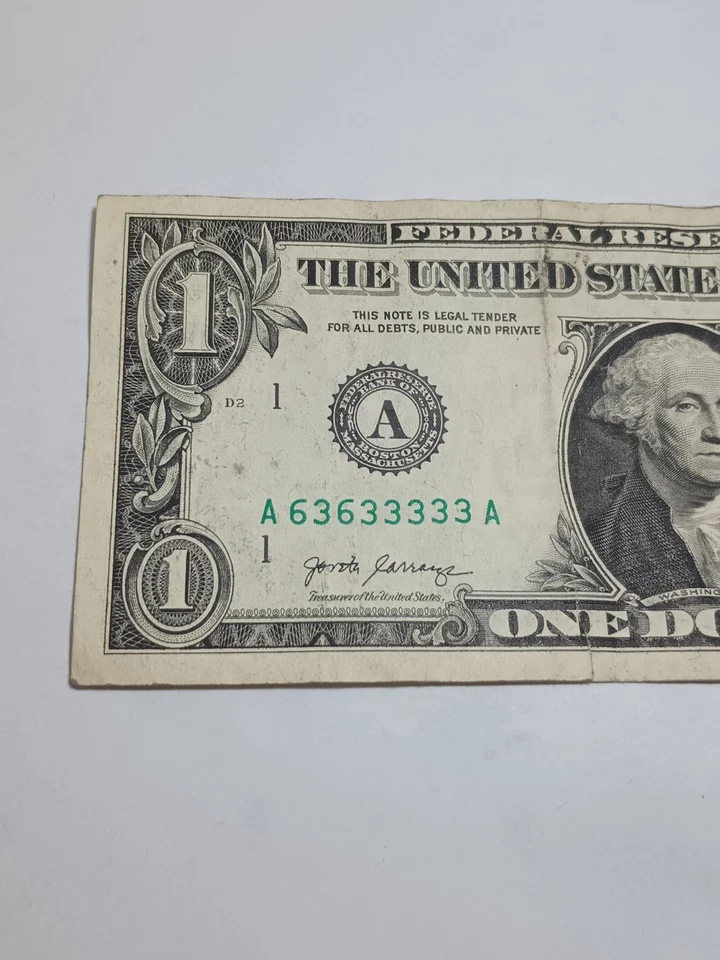 FEDERAL RESE
THE UNITED STATE
THIS NOTE IS LEGAL TENDER
FOR ALL DEBTS, PUBLIC AND PRIVATE
1
D2
1
FEDERAL RESERVE
BANK OF
A
BOSTON
MASSACHUSETTS
A 63633333 A
1
Treasurer of the United States.
1
WASHING
ONE DO